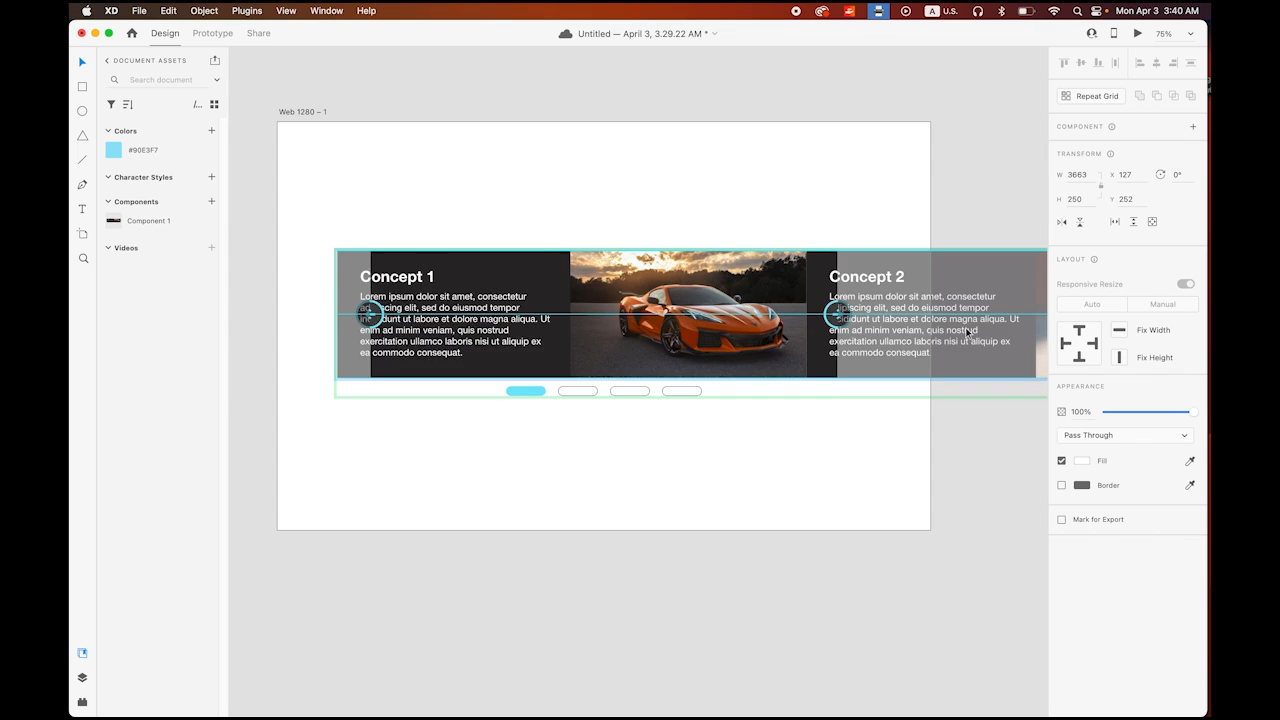 XD File Edit Object Plugins View Window Help
A U.S.
Mon Apr 3 3:40 AM
Design Prototype Share
Untitled — April 3, 3.29.22 AM *
75%
DOCUMENT ASSETS
Search document
Colors
#90E3F7
Character Styles
Components
Component 1
Videos
Web 1280 – 1
Concept 1
Lorem ipsum dolor sit amet, consectetur
adipiscing elit, sed do eiusmod tempor
incididunt ut labore et dolore magna aliqua. Ut
enim ad minim veniam, quis nostrud
exercitation ullamco laboris nisi ut aliquip ex
ea commodo consequat.
Concept 2
Lorem ipsum dolor sit amet, consectetur
adipiscing elit, sed do eiusmod tempor
incididunt ut labore et dolore magna aliqua. Ut
enim ad minim veniam, quis nostrud
exercitation ullamco laboris nisi ut aliquip ex
ea commodo consequat.
Repeat Grid
COMPONENT
TRANSFORM
W 3663 X 127 0°
H 250 Y 252
LAYOUT
Responsive Resize
Auto Manual
Fix Width
Fix Height
APPEARANCE
100%
Pass Through
Fill
Border
Mark for Export